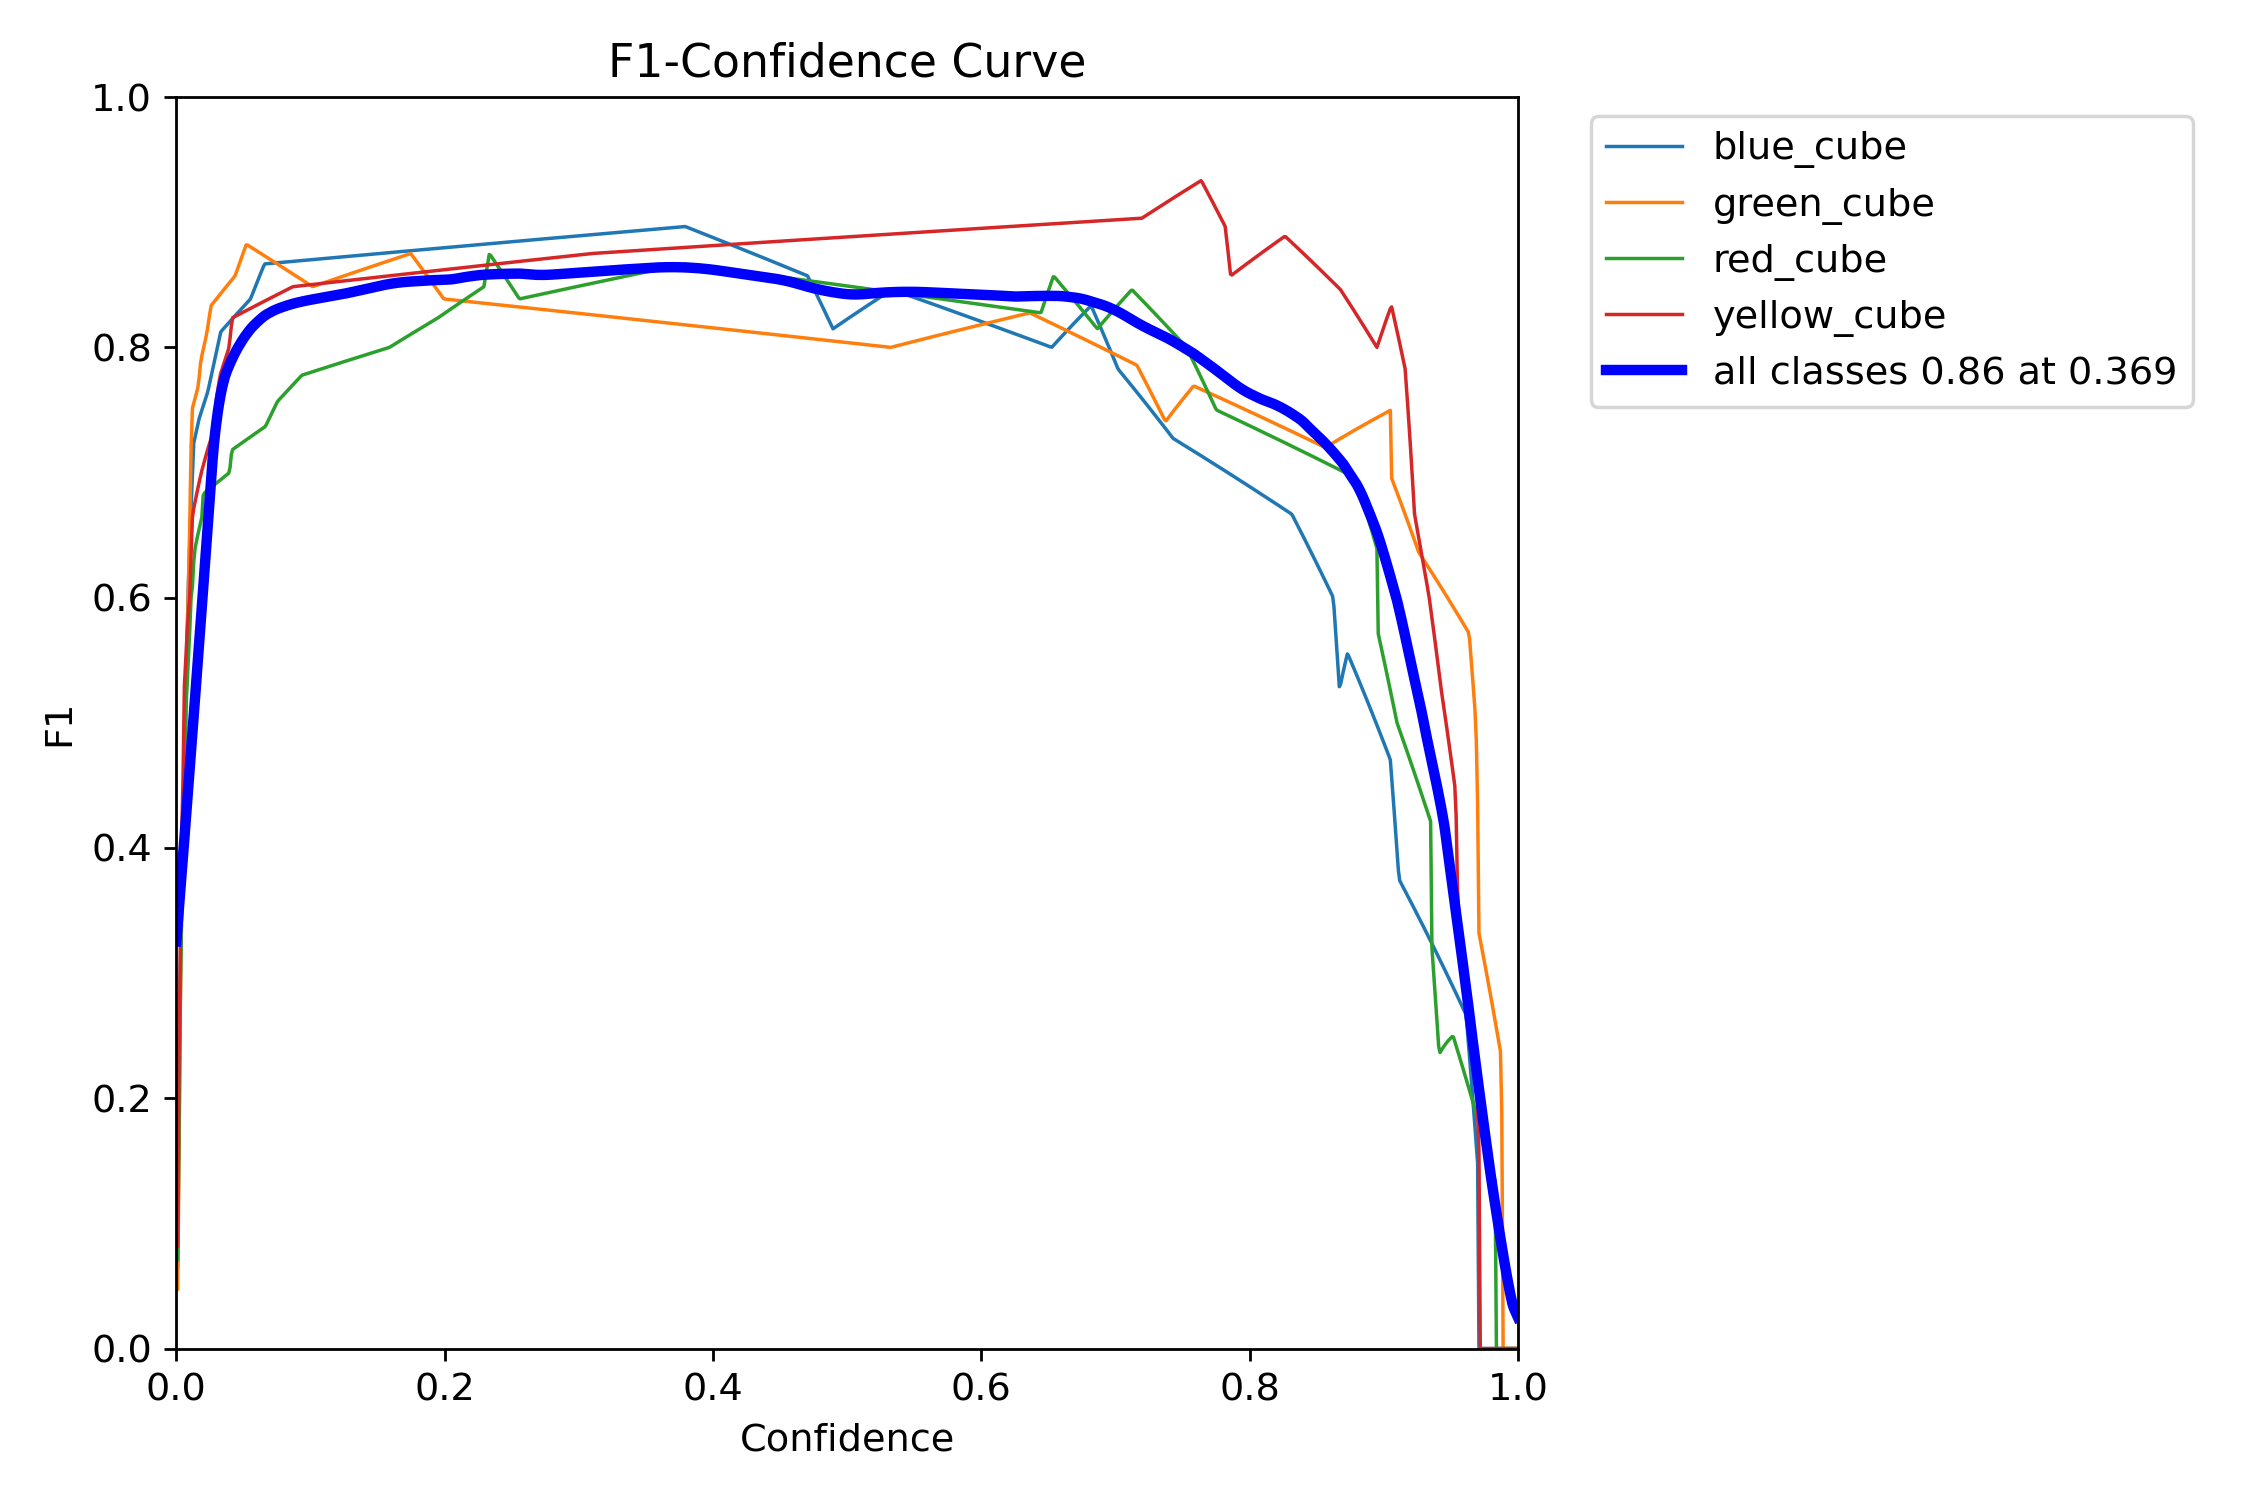 F1-Confidence Curve
1.0
0.8
0.6
0.4
0.2
0.0
F1
0.0 0.2 0.4 0.6 0.8 1.0
Confidence
blue_cube
green_cube
red_cube
yellow_cube
all classes 0.86 at 0.369